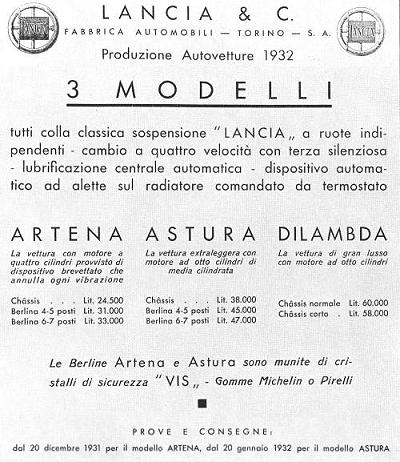 LANCIA & C.
FABBRICA AUTOMOBILI — TORINO — S. A.
Produzione Autovetture 1932
3 MODELLI
tutti colla classica sospensione "LANCIA„ a ruote indi-
pendenti - cambio a quattro velocità con terza silenziosa
- lubrificazione centrale automatica - dispositivo automa-
tico ad alette sul radiatore comandato da termostato
ARTENA
La vettura con motore a
quattro cilindri provvisto di
dispositivo brevettato che
annulla ogni vibrazione
Châssis . . . Lit. 24.500
Berlina 4-5 posti Lit. 31.000
Berlina 6-7 posti Lit. 33.000
ASTURA
La vettura extraleggera con
motore ad otto cilindri di
media cilindrata
Châssis . . . Lit. 38.000
Berlina 4-5 posti Lit. 45.000
Berlina 6-7 posti Lit. 47.000
DILAMBDA
La vettura di gran lusso
con motore ad otto cilindri
Châssis normale Lit. 60.000
Châssis corto . Lit. 58.000
Le Berline Artena e Astura sono munite di cri-
stalli di sicurezza "VIS„ - Gomme Michelin o Pirelli
PROVE E CONSEGNE:
dal 20 dicembre 1931 per il modello ARTENA, dal 20 gennaio 1932 per il modello ASTURA
LANCIA
LANCIA